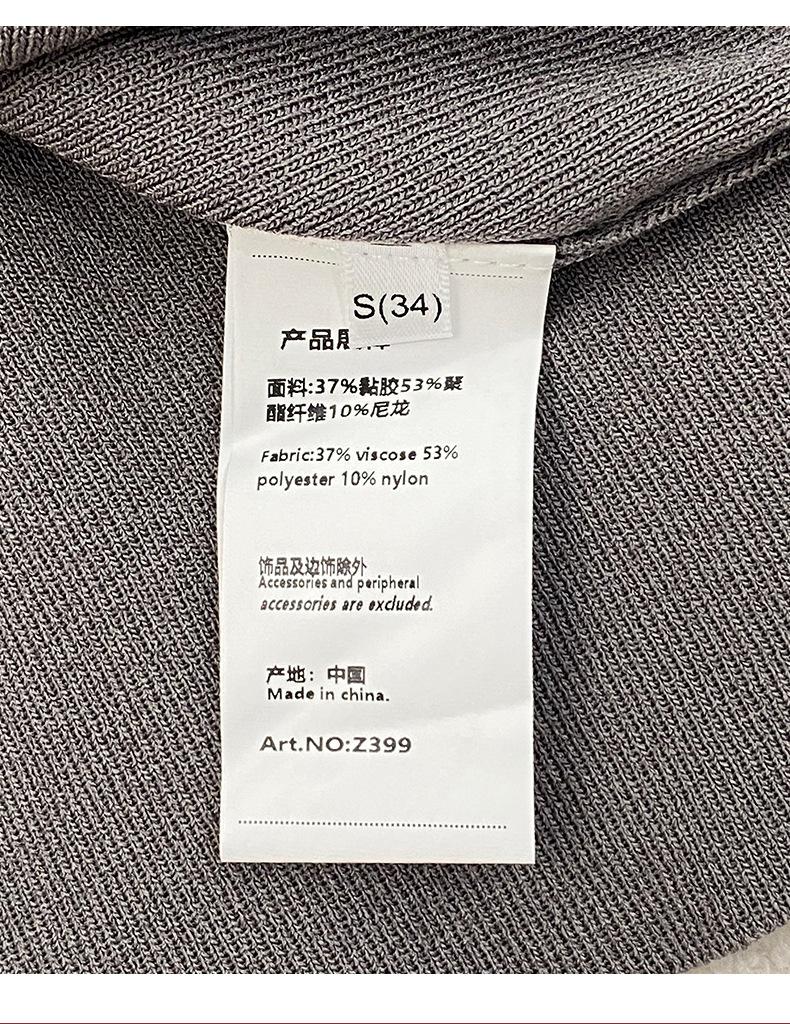 S(34)
产品
面料:37%黏胶53%聚
酯纤维10%尼龙
Fabric:37% viscose 53%
polyester 10% nylon
饰品及边饰除外
Accessories and peripheral
accessories are excluded.
产地：中国
Made in china.
Art.NO:Z399